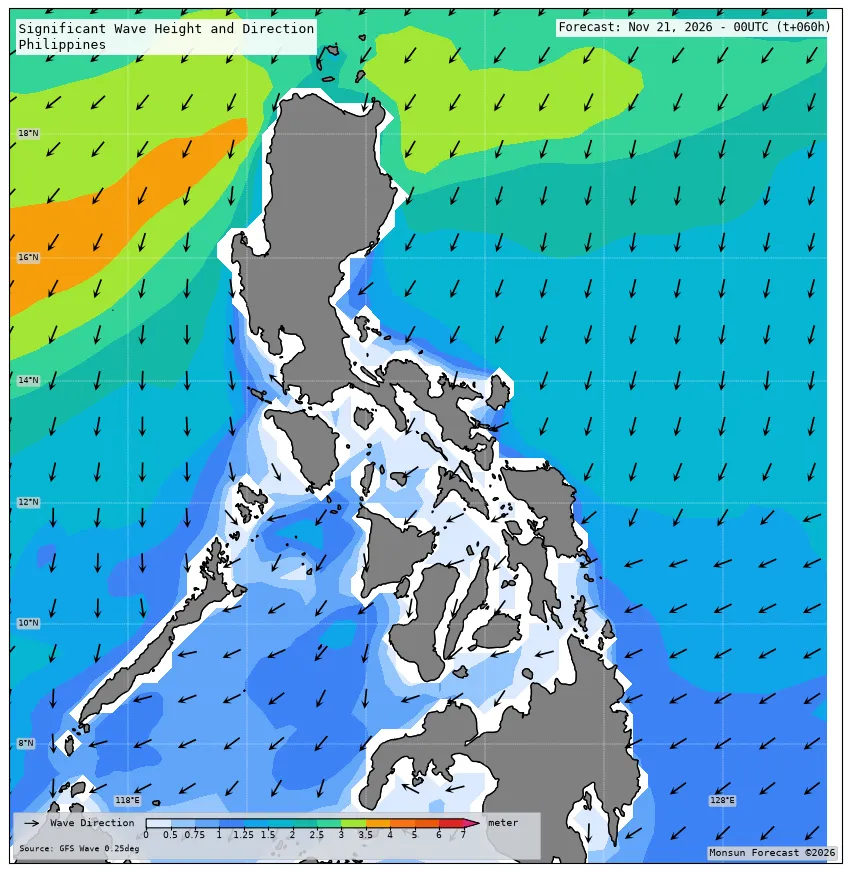 Significant Wave Height and Direction
Philippines
Forecast: Nov 21, 2026 - 00UTC (t+060h)
18°N
16°N
14°N
12°N
10°N
8°N
118°E
128°E
Wave Direction
0 0.5 0.75 1 1.25 1.5 2 2.5 3 3.5 4 5 6 7
meter
Source: GFS Wave 0.25deg
Monsun Forecast ©2026